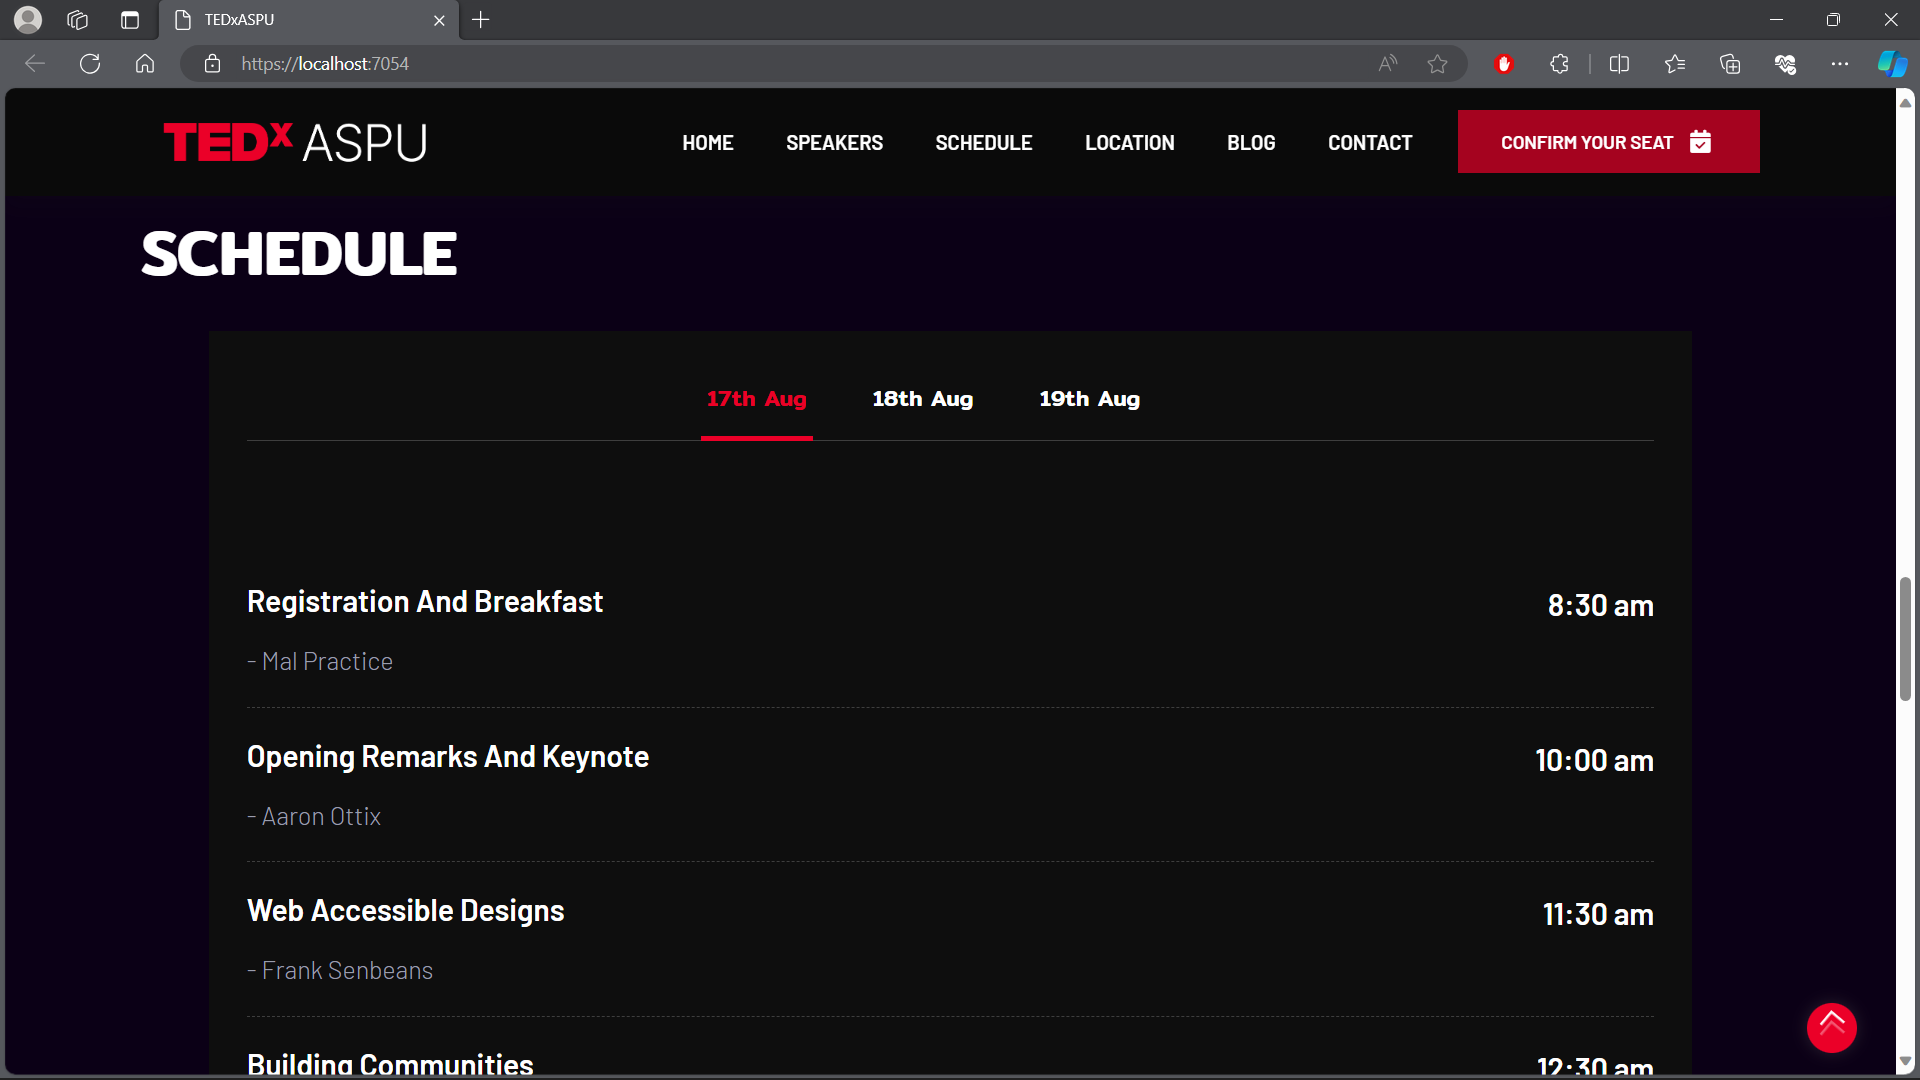 TEDxASPU
https://localhost:7054
TEDx ASPU
HOME SPEAKERS SCHEDULE LOCATION BLOG CONTACT CONFIRM YOUR SEAT
SCHEDULE
17th Aug 18th Aug 19th Aug
Registration And Breakfast 8:30 am
- Mal Practice
Opening Remarks And Keynote 10:00 am
- Aaron Ottix
Web Accessible Designs 11:30 am
- Frank Senbeans
Building Communities 12:30 am